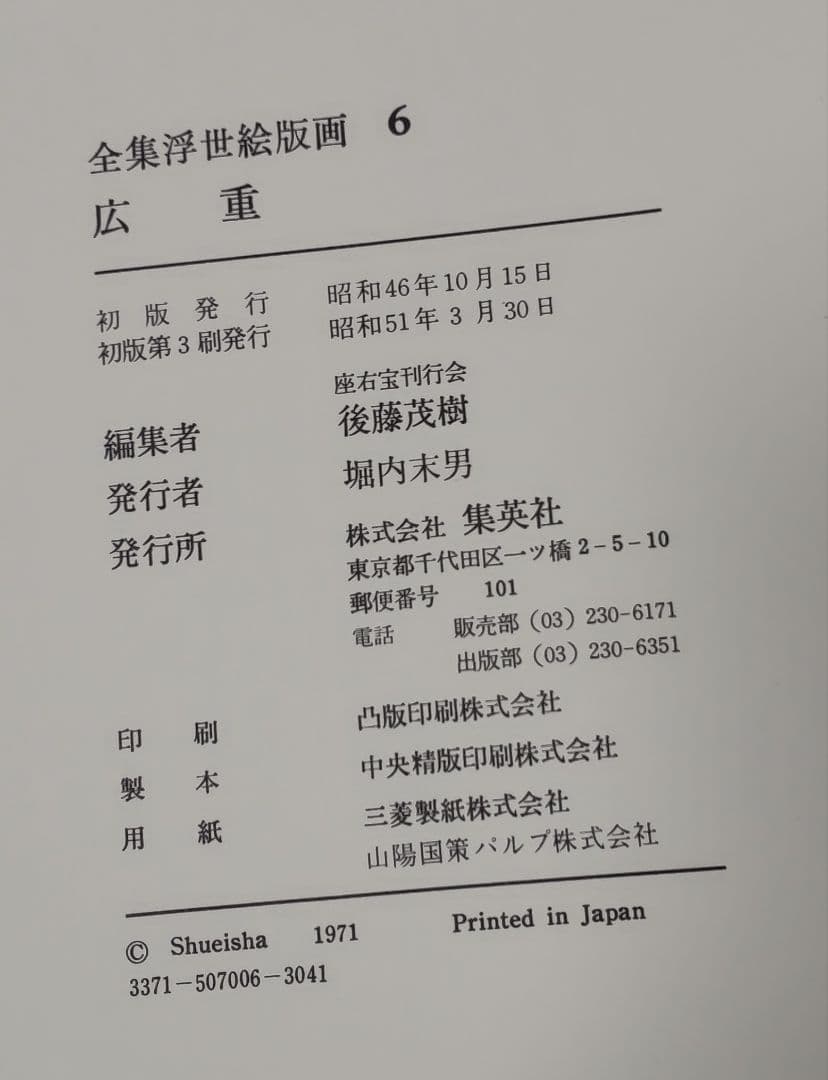 全集浮世絵版画 6
広重
初版発行 昭和46年10月15日
初版第3刷発行 昭和51年3月30日
座右宝刊行会
編集者 後藤茂樹
発行者 堀内末男
発行所 株式会社 集英社
東京都千代田区一ツ橋2-5-10
郵便番号 101
電話 販売部(03)230-6171
出版部(03)230-6351
印刷 凸版印刷株式会社
製本 中央精版印刷株式会社
用紙 三菱製紙株式会社
山陽国策パルプ株式会社
© Shueisha 1971 Printed in Japan
3371-507006-3041